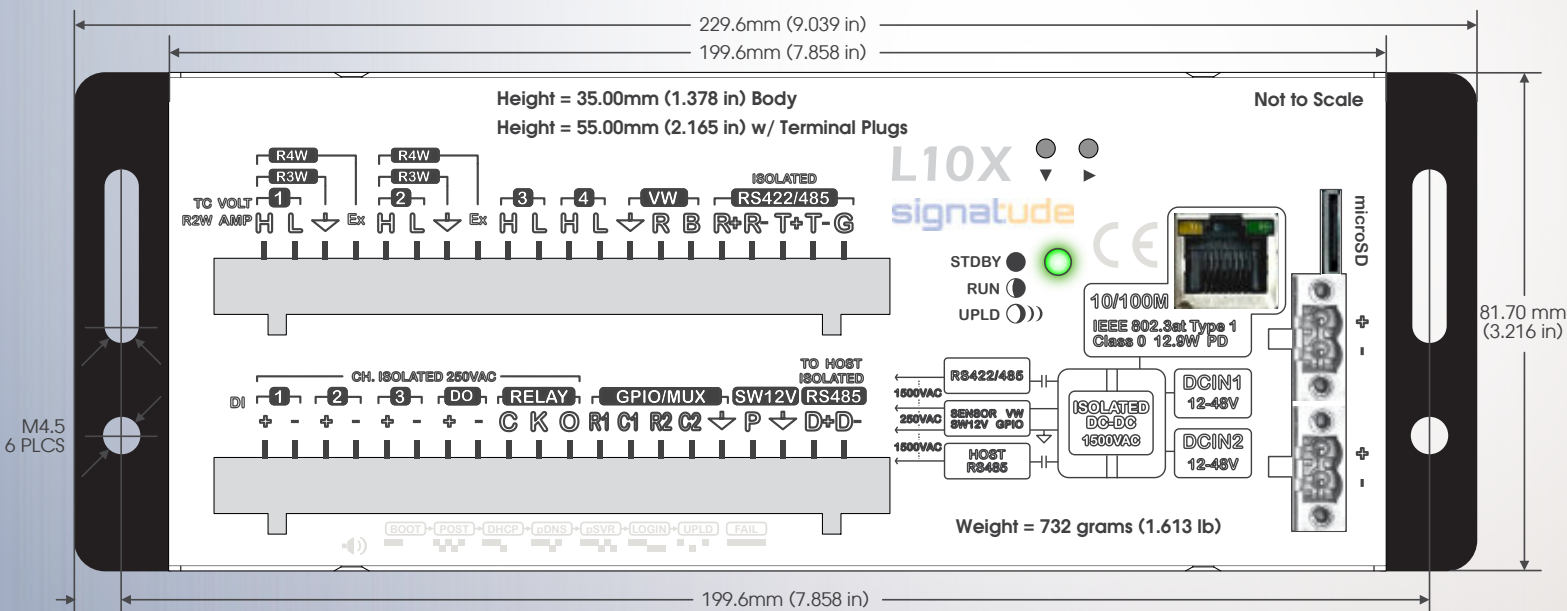 229.6mm (9.039 in)
199.6mm (7.858 in)
Height = 35.00mm (1.378 in) Body
Height = 55.00mm (2.165 in) w/ Terminal Plugs
Not to Scale
L10X
▼ ▶
signatude
CE
microSD
R4W R4W
R3W R3W
ISOLATED
TC VOLT 1 2 3 4 VW RS422/485
R2W AMP H L Ex H L Ex H L H L R B R+ R- T+ T- G
STDBY
RUN
UPLD
10/100M
IEEE 802.3at Type 1
Class 0 12.9W PD
+
-
81.70 mm
(3.216 in)
TO HOST
CH. ISOLATED 250VAC ISOLATED
DI 1 2 3 DO RELAY GPIO/MUX SW12V RS485
+ - + - + - + - C K O R1 C1 R2 C2 P D+ D-
M4.5
6 PLCS
RS422/485
1500VAC
250VAC
SENSOR VW
SW12V GPIO
1500VAC
HOST
RS485
ISOLATED
DC-DC
1500VAC
DCIN1
12-48V
DCIN2
12-48V
+
-
BOOT POST DHCP pDNS pSVR LOGIN UPLD FAIL
Weight = 732 grams (1.613 lb)
199.6mm (7.858 in)